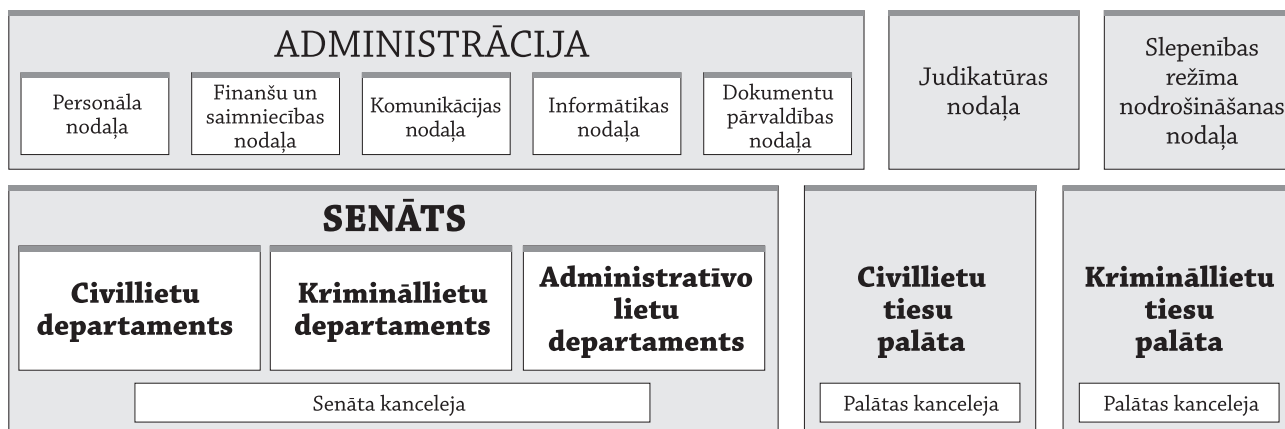 ADMINISTRĀCIJA
Personāla
nodaļa
Finanšu un
saimniecības
nodaļa
Komunikācijas
nodaļa
Informātikas
nodaļa
Dokumentu
pārvaldības
nodaļa
Judikatūras
nodaļa
Slepenības
režīma
nodrošināšanas
nodaļa
SENĀTS
Civillietu
departaments
Krimināllietu
departaments
Administratīvo
lietu
departaments
Senāta kanceleja
Civillietu
tiesu
palāta
Palātas kanceleja
Krimināllietu
tiesu
palāta
Palātas kanceleja